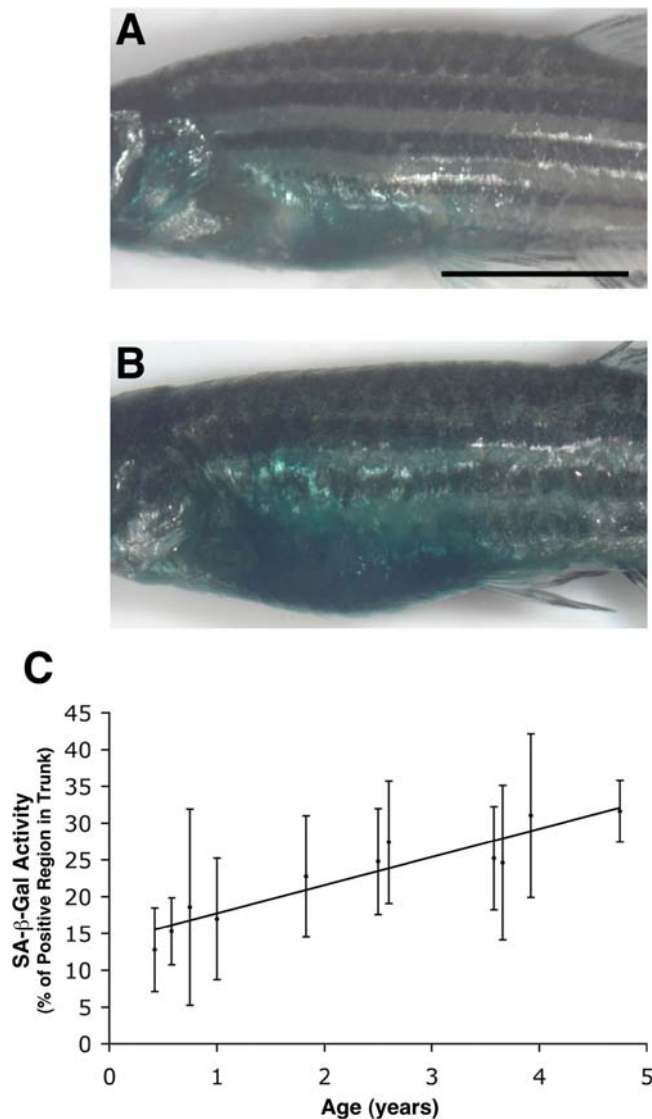 A
B
C
SA-β-Gal Activity
(% of Positive Region in Trunk)
45
40
35
30
25
20
15
10
5
0
0 1 2 3 4 5
Age (years)